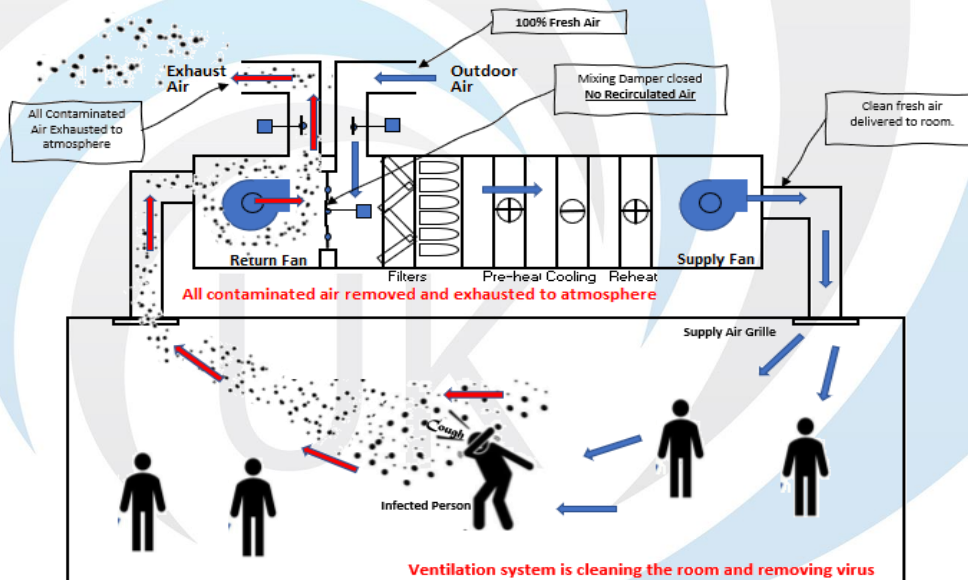 100% Fresh Air
Exhaust
Air
Outdoor
Air
Mixing Damper closed
No Recirculated Air
All Contaminated
Air Exhausted to
atmosphere
Clean fresh air
delivered to room.
Return Fan
Supply Fan
Filters
Pre-heat
Cooling
Reheat
All contaminated air removed and exhausted to atmosphere
Supply Air Grille
Cough
Infected Person
Ventilation system is cleaning the room and removing virus
UK